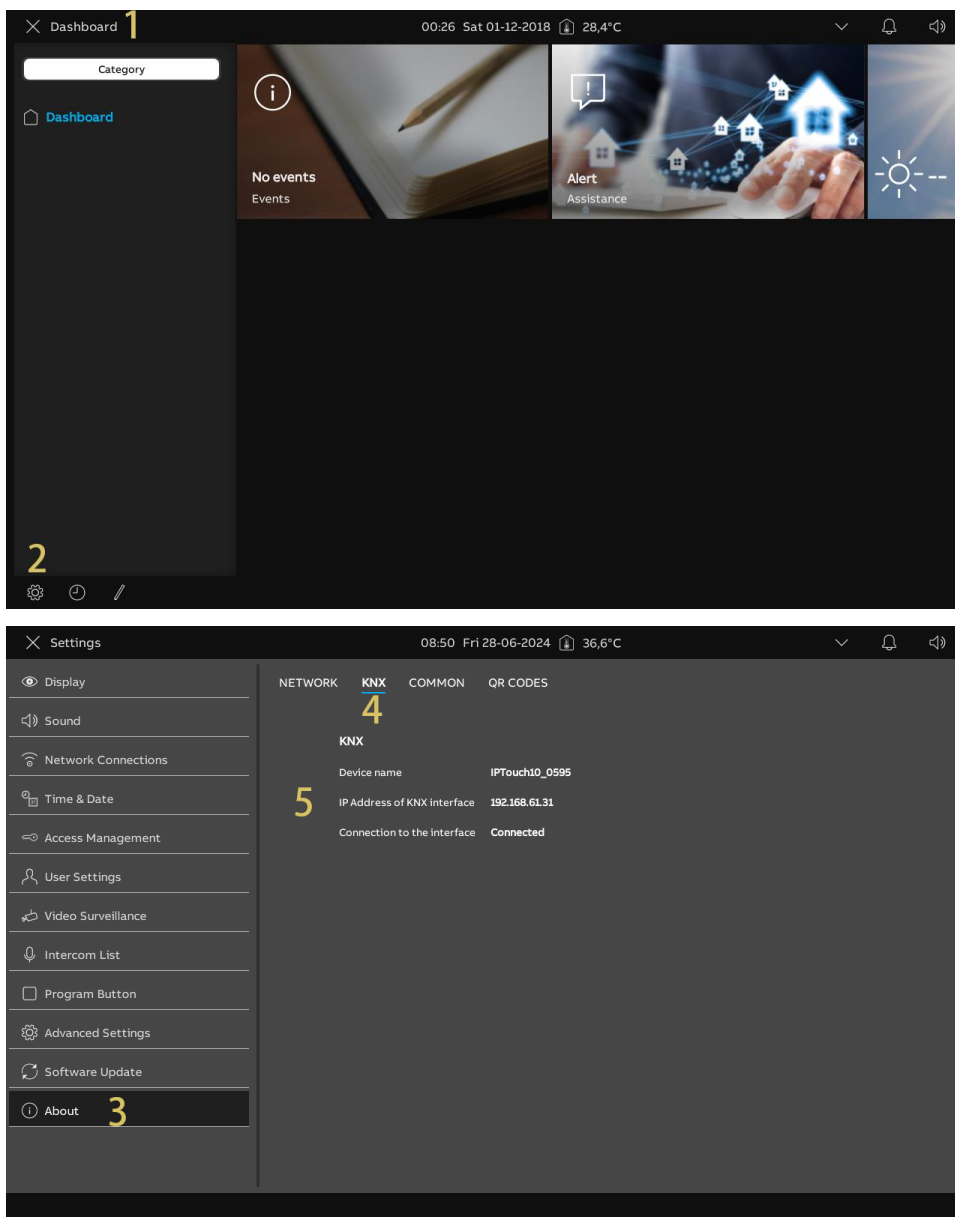 Dashboard 1 00:26 Sat 01-12-2018 28,4°C
Category
Dashboard
No events
Events
Alert
Assistance
--
2
Settings 08:50 Fri 28-06-2024 36,6°C
Display
Sound
Network Connections
Time & Date
Access Management
User Settings
Video Surveillance
Intercom List
Program Button
Advanced Settings
Software Update
About 3
NETWORK KNX COMMON QR CODES
4
KNX
Device name IPTouch10_0595
5 IP Address of KNX interface 192.168.61.31
Connection to the interface Connected